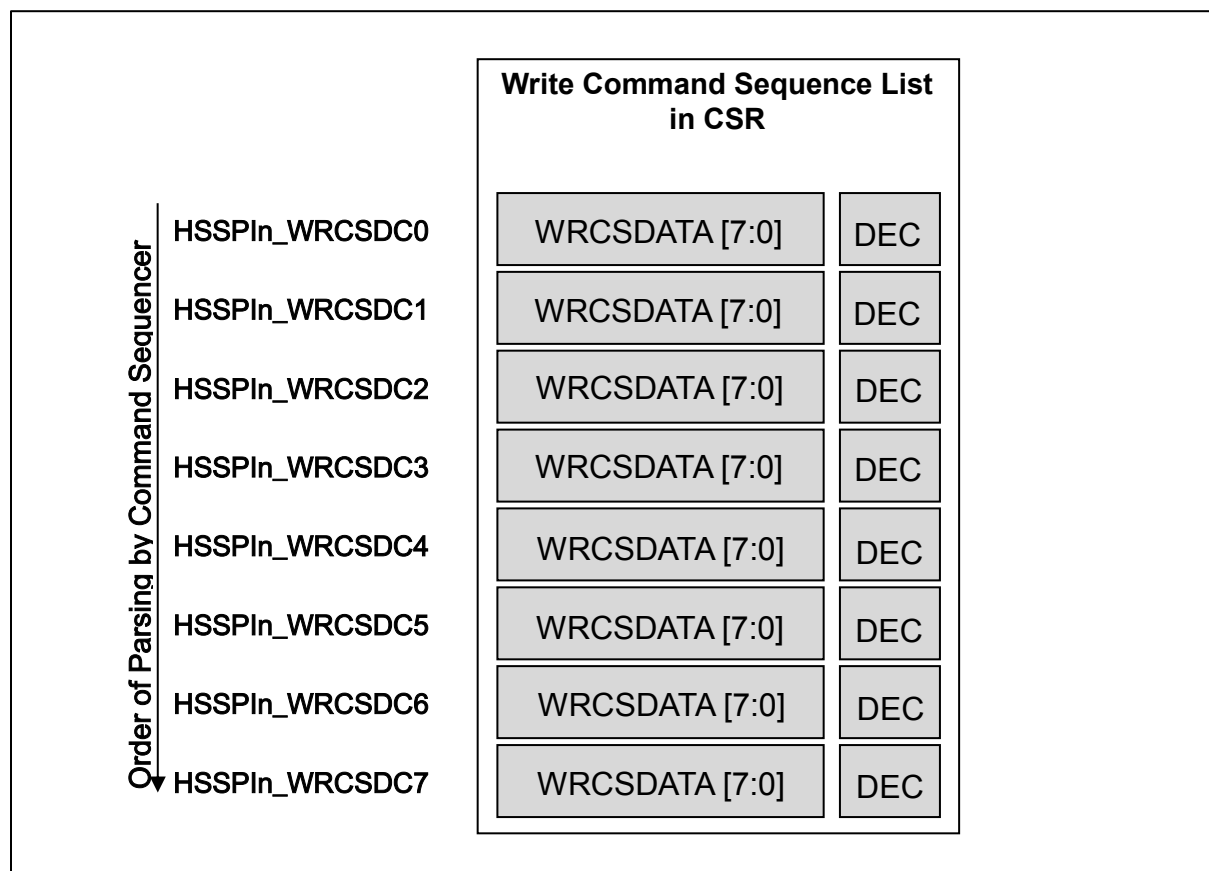 Write Command Sequence List
in CSR
Order of Parsing by Command Sequencer
HSSPIn_WRCSDC0 WRCSDATA [7:0] DEC
HSSPIn_WRCSDC1 WRCSDATA [7:0] DEC
HSSPIn_WRCSDC2 WRCSDATA [7:0] DEC
HSSPIn_WRCSDC3 WRCSDATA [7:0] DEC
HSSPIn_WRCSDC4 WRCSDATA [7:0] DEC
HSSPIn_WRCSDC5 WRCSDATA [7:0] DEC
HSSPIn_WRCSDC6 WRCSDATA [7:0] DEC
HSSPIn_WRCSDC7 WRCSDATA [7:0] DEC